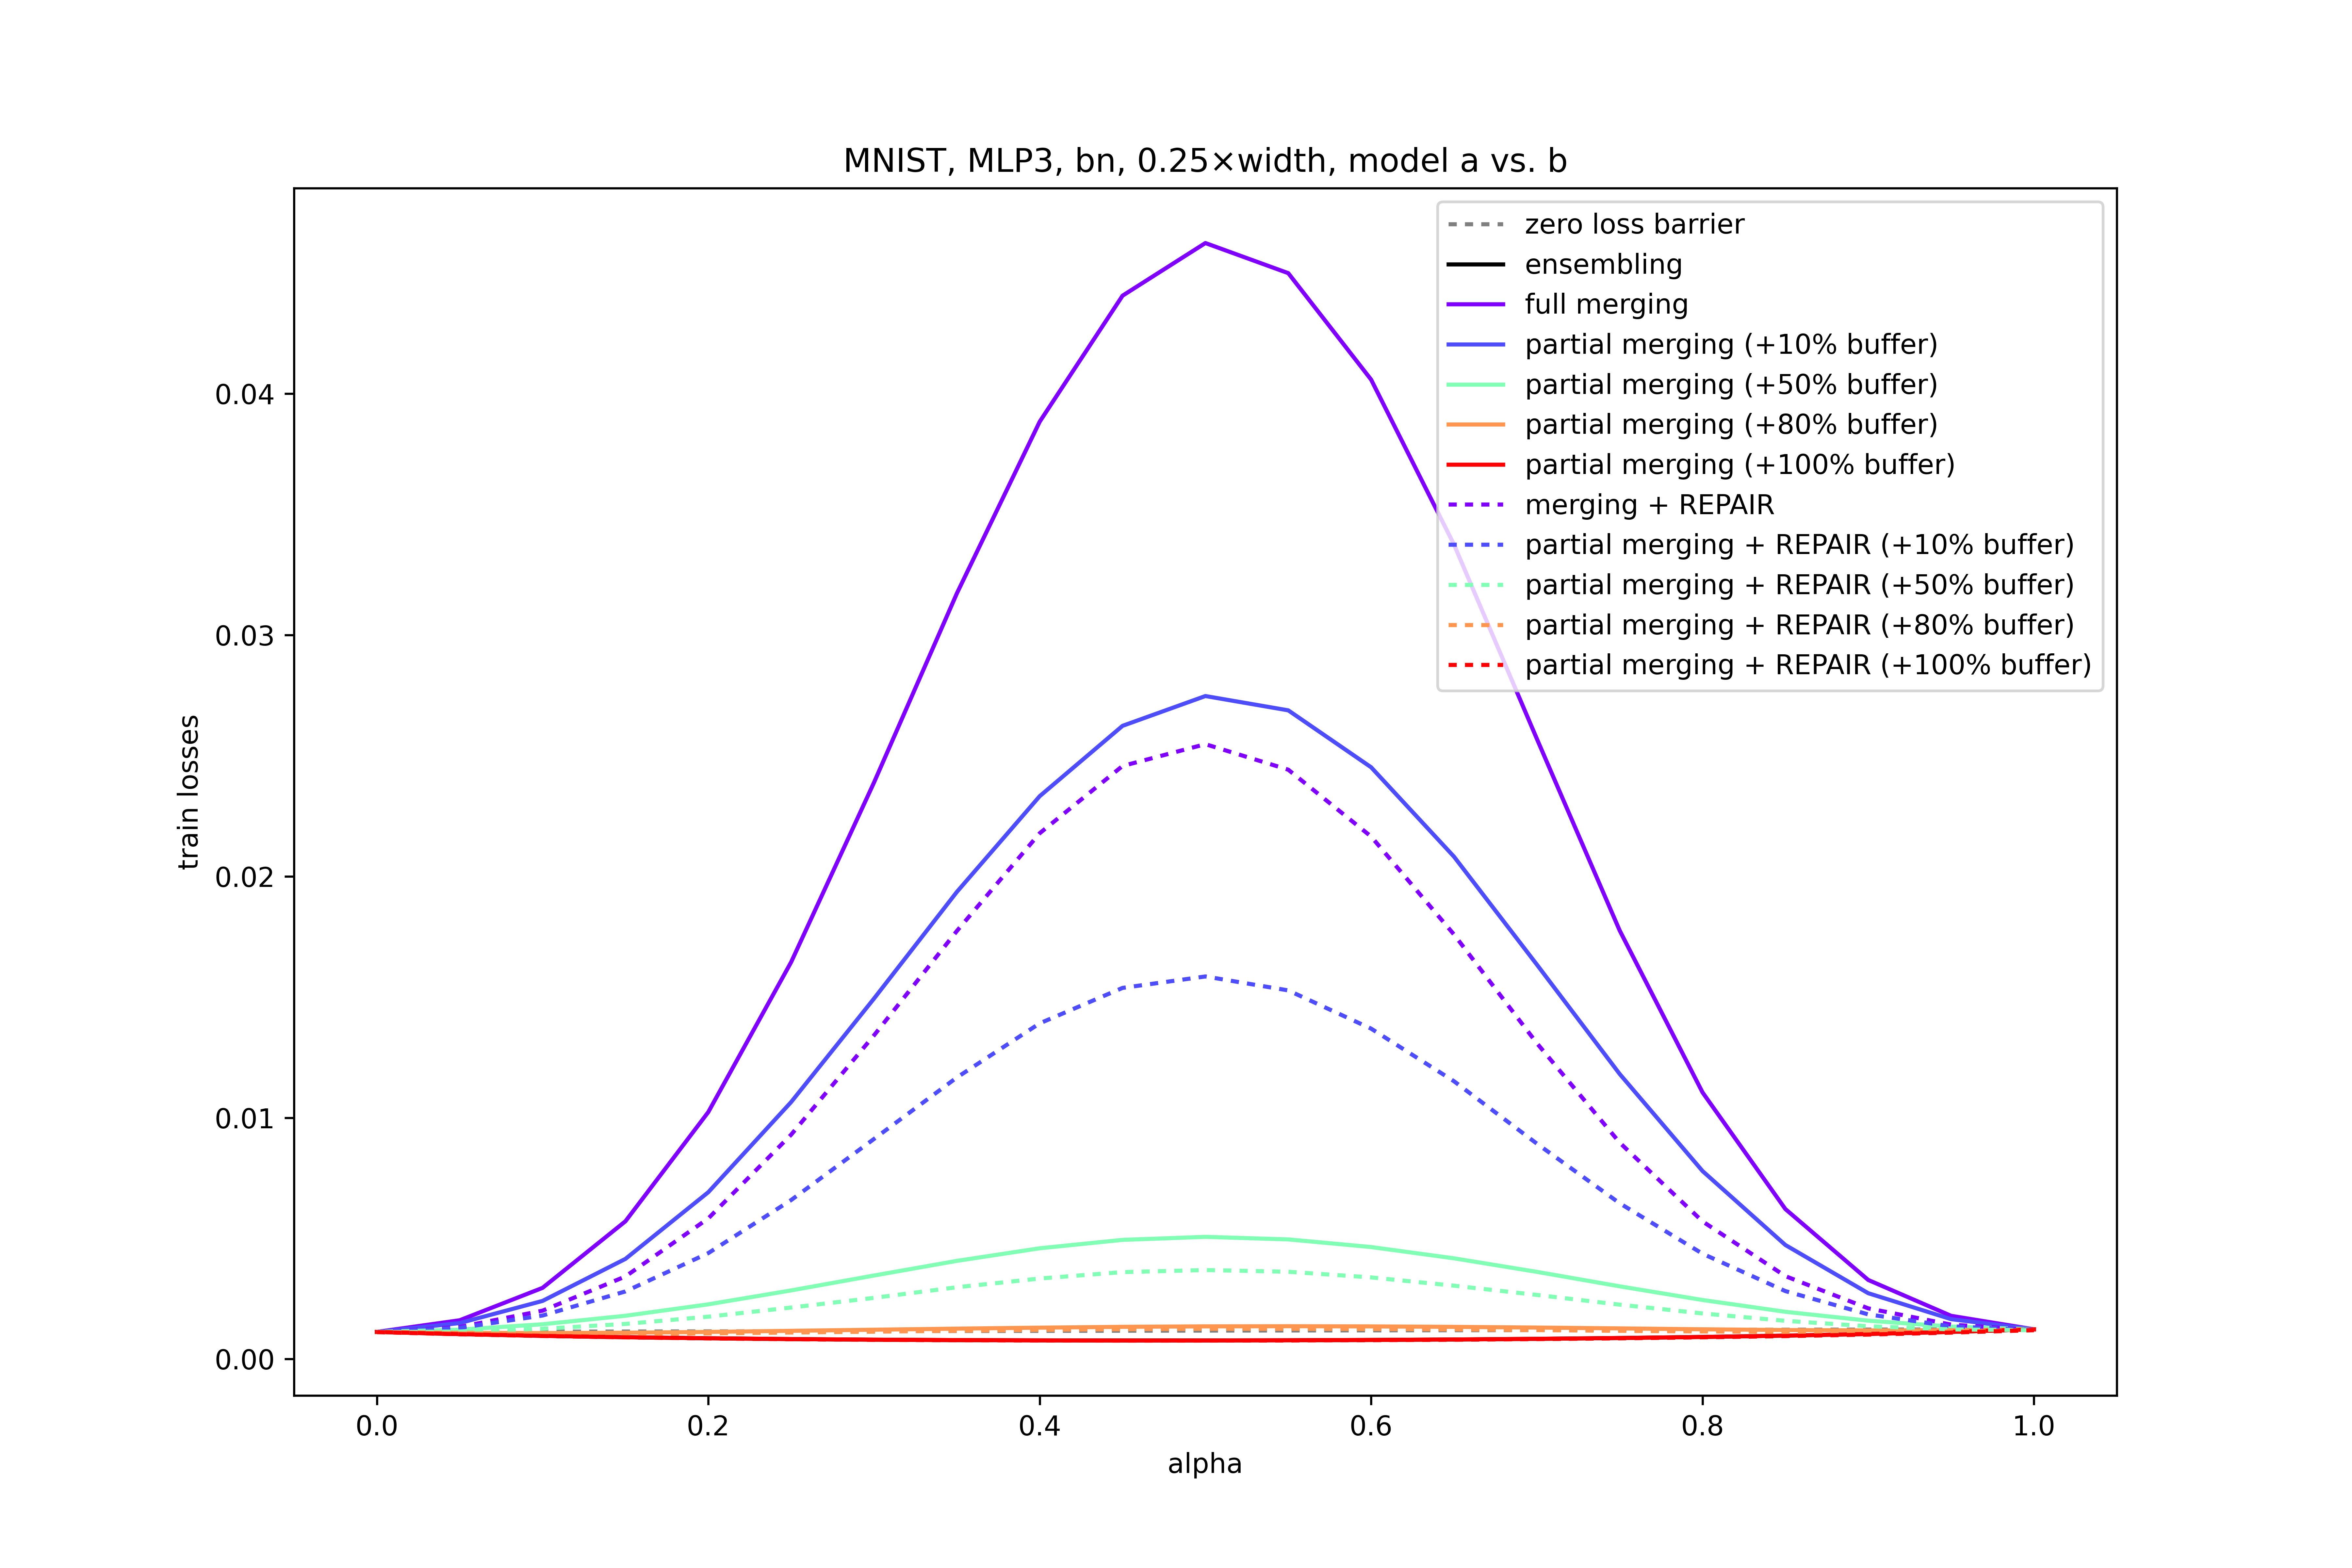 MNIST, MLP3, bn, 0.25×width, model a vs. b
zero loss barrier
ensembling
full merging
partial merging (+10% buffer)
partial merging (+50% buffer)
partial merging (+80% buffer)
partial merging (+100% buffer)
merging + REPAIR
partial merging + REPAIR (+10% buffer)
partial merging + REPAIR (+50% buffer)
partial merging + REPAIR (+80% buffer)
partial merging + REPAIR (+100% buffer)
train losses
0.04
0.03
0.02
0.01
0.00
0.0 0.2 0.4 0.6 0.8 1.0
alpha